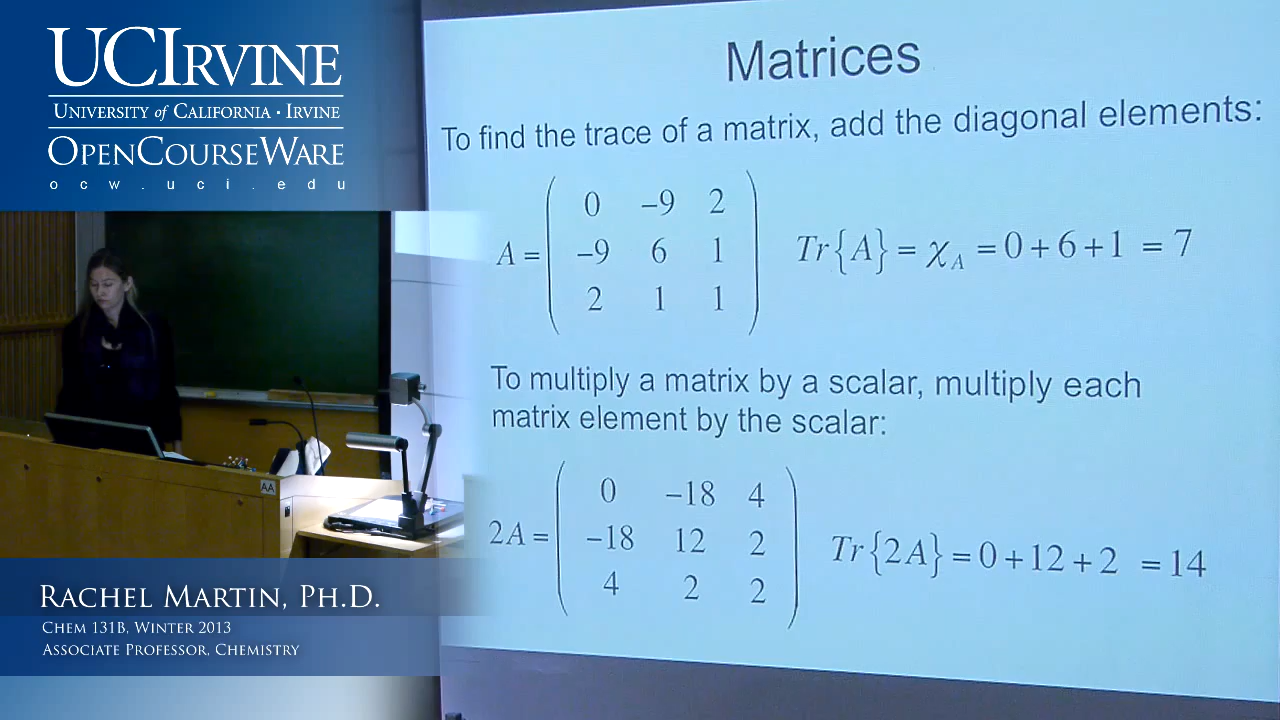 UCIRVINE
UNIVERSITY of CALIFORNIA · IRVINE
OPENCOURSEWARE
ocw.uci.edu
Matrices
To find the trace of a matrix, add the diagonal elements:
0 −9 2
A = −9 6 1 Tr{A} = χ_A = 0 + 6 + 1 = 7
2 1 1
To multiply a matrix by a scalar, multiply each
matrix element by the scalar:
0 −18 4
2A = −18 12 2 Tr{2A} = 0 + 12 + 2 = 14
4 2 2
AA
RACHEL MARTIN, PH.D.
CHEM 131B, WINTER 2013
ASSOCIATE PROFESSOR, CHEMISTRY